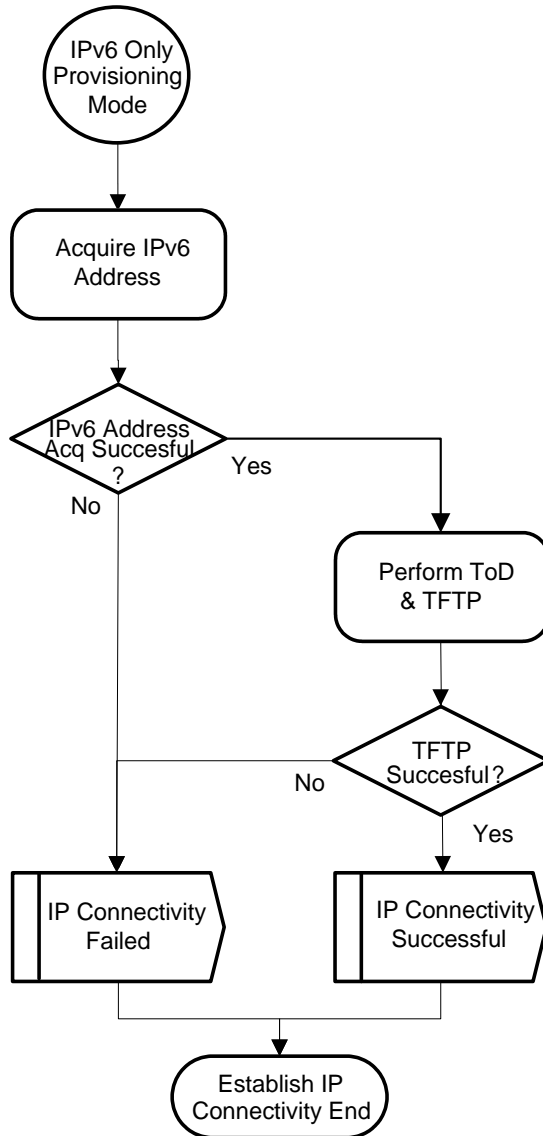 IPv6 Only
Provisioning
Mode
Acquire IPv6
Address
IPv6 Address
Acq Succesful
?
Yes
No
Perform ToD
& TFTP
TFTP
Succesful?
No
Yes
IP Connectivity
Failed
IP Connectivity
Successful
Establish IP
Connectivity End